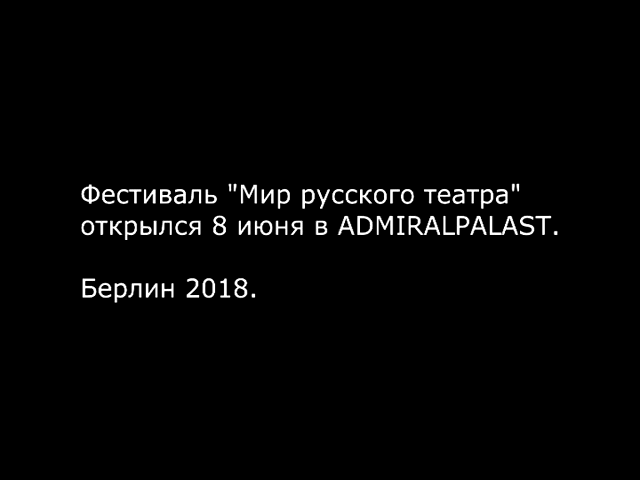 Фестиваль "Мир русского театра"
открылся 8 июня в ADMIRALPALAST.
Берлин 2018.